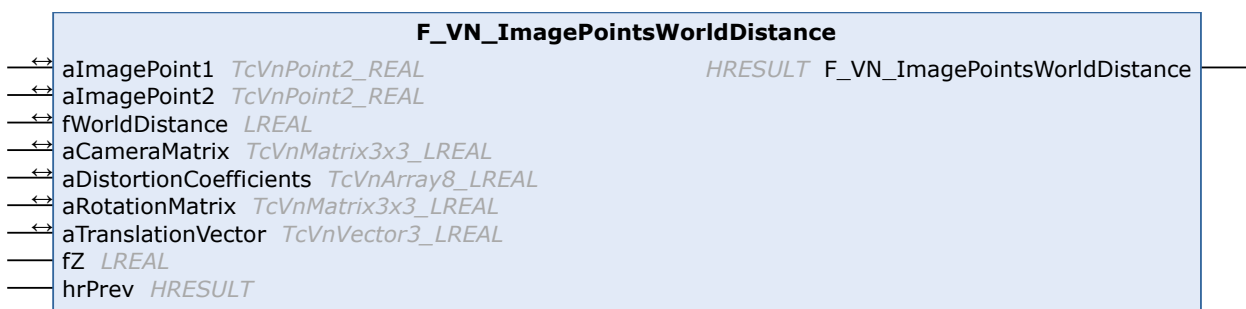 F_VN_ImagePointsWorldDistance
aImagePoint1 TcVnPoint2_REAL HRESULT F_VN_ImagePointsWorldDistance
aImagePoint2 TcVnPoint2_REAL
fWorldDistance LREAL
aCameraMatrix TcVnMatrix3x3_LREAL
aDistortionCoefficients TcVnArray8_LREAL
aRotationMatrix TcVnMatrix3x3_LREAL
aTranslationVector TcVnVector3_LREAL
fZ LREAL
hrPrev HRESULT